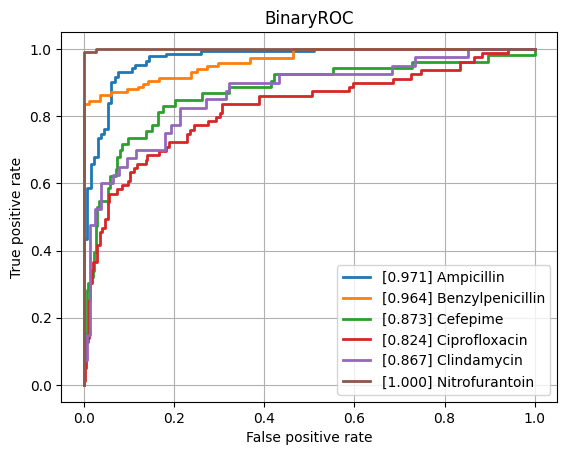 BinaryROC
True positive rate
1.0
0.8
0.6
0.4
0.2
0.0
[0.971] Ampicillin
[0.964] Benzylpenicillin
[0.873] Cefepime
[0.824] Ciprofloxacin
[0.867] Clindamycin
[1.000] Nitrofurantoin
0.0 0.2 0.4 0.6 0.8 1.0
False positive rate